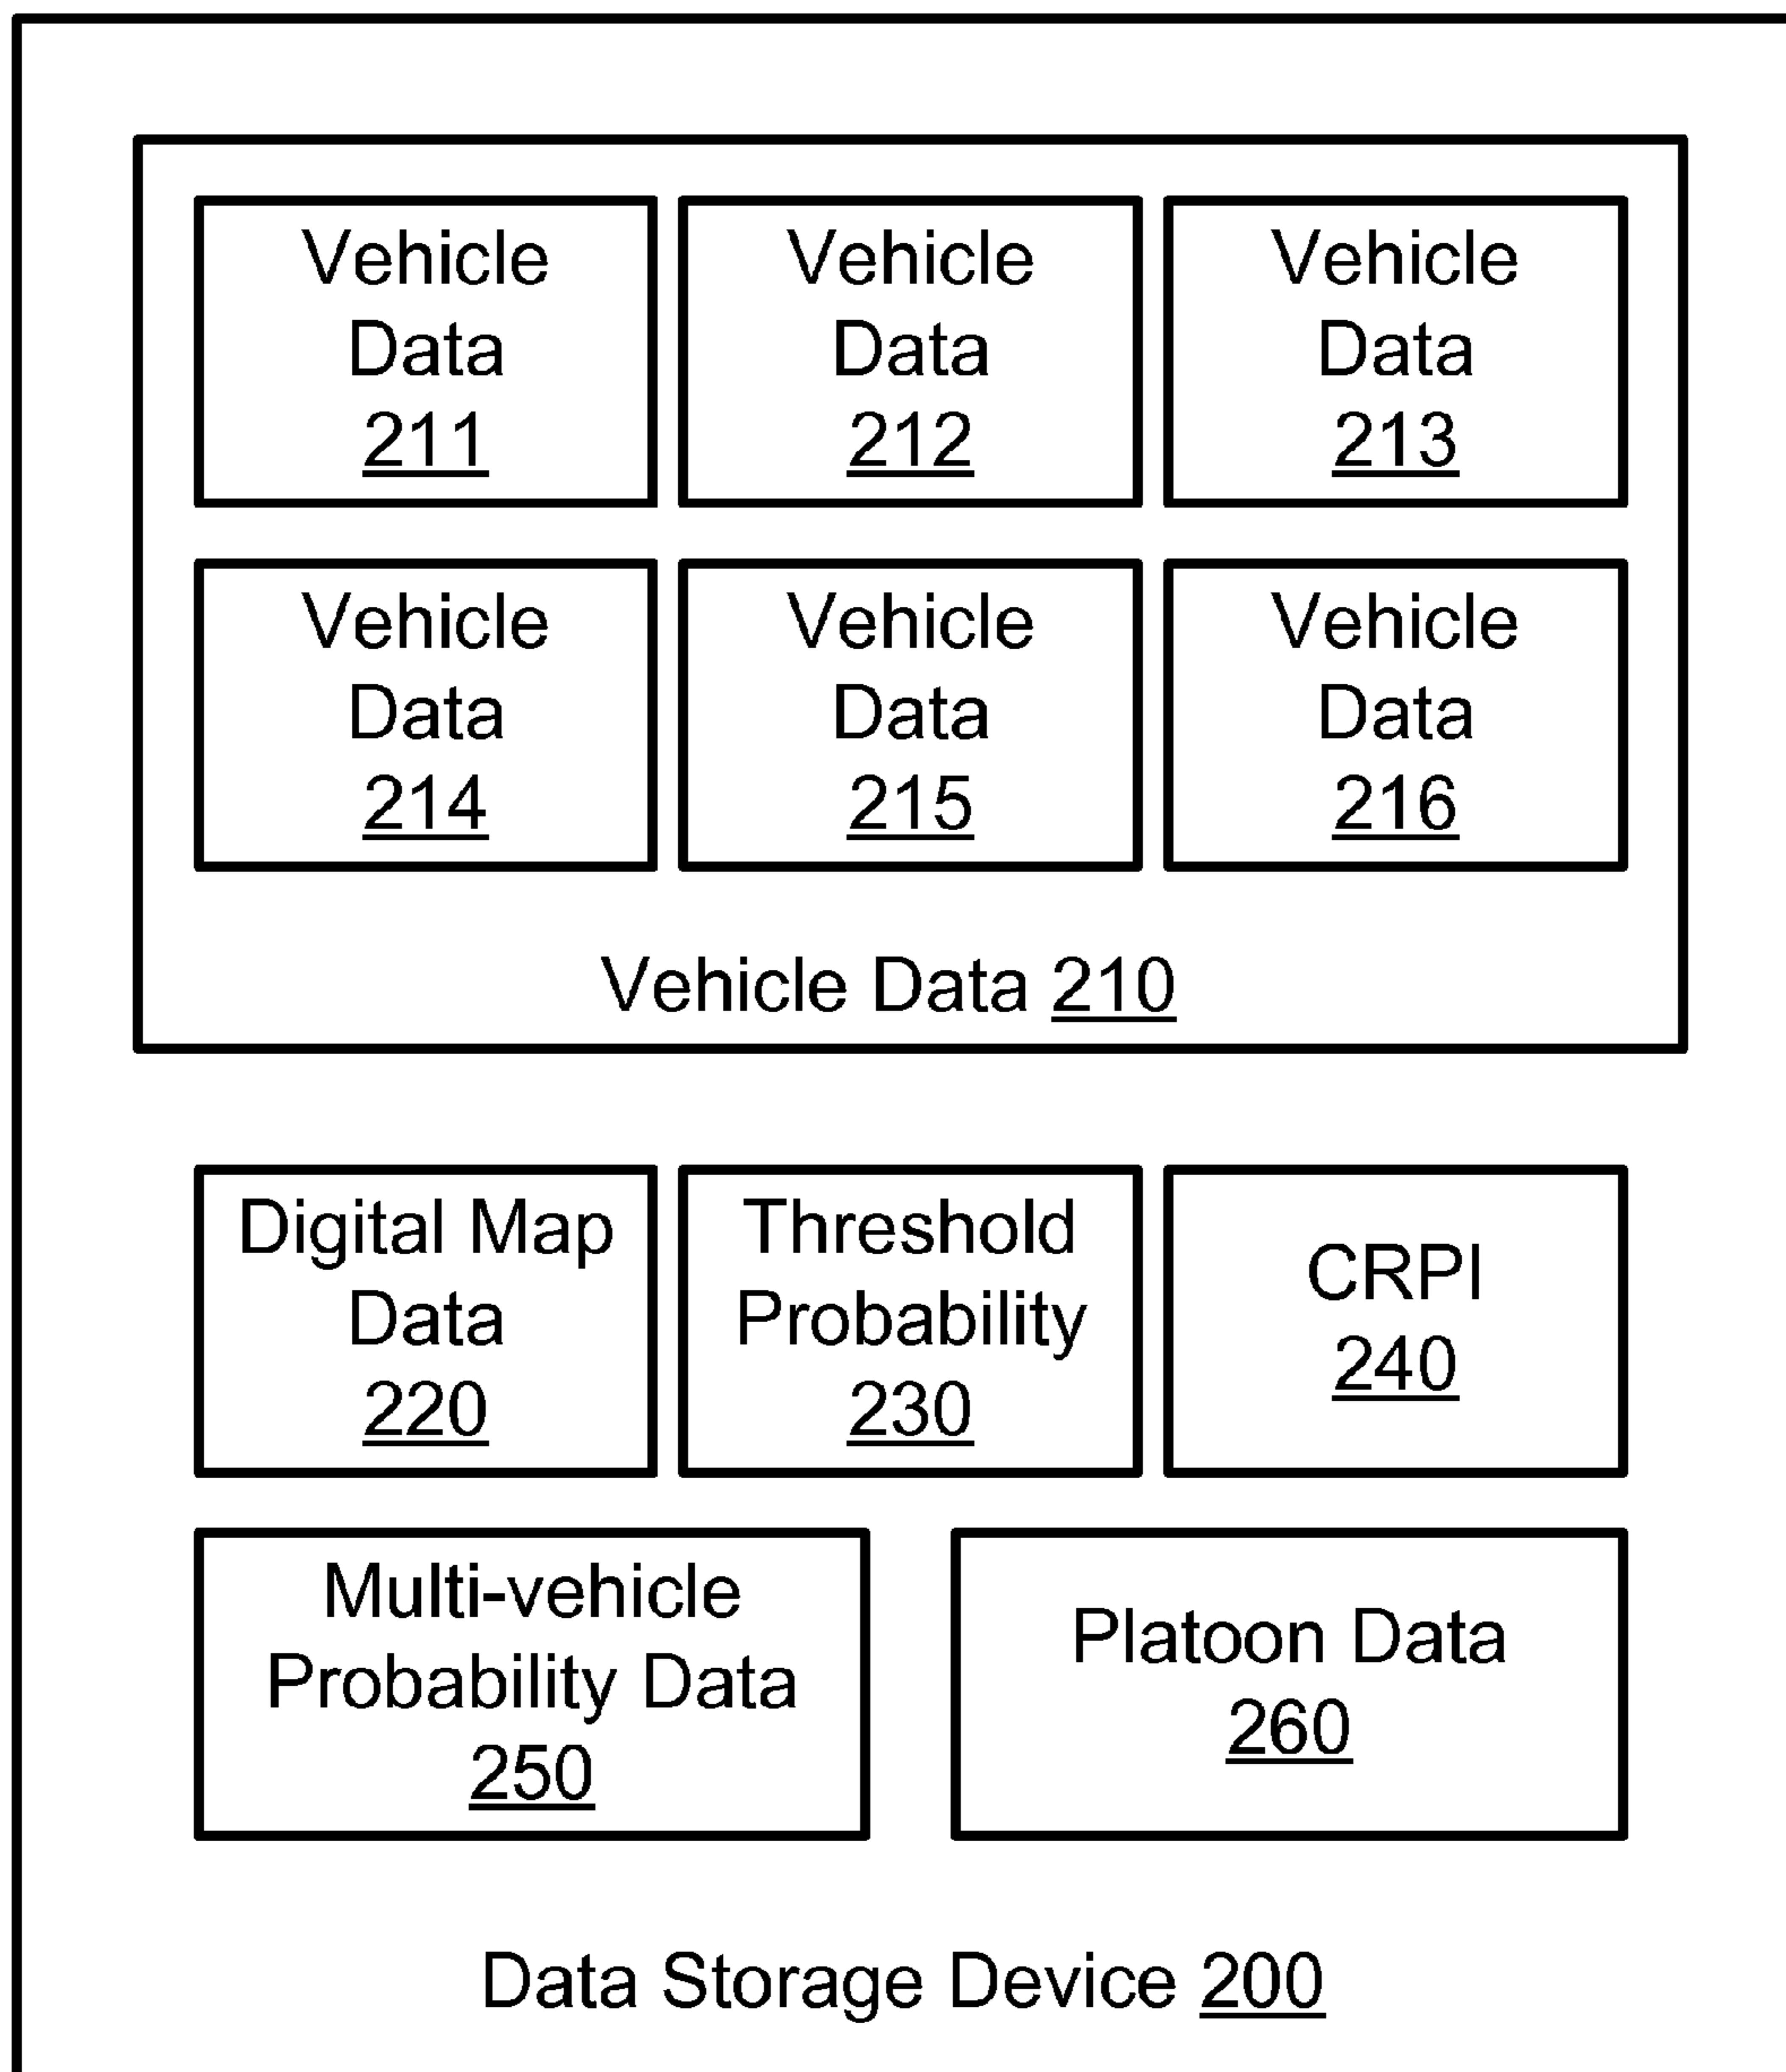 Vehicle
Data
211
Vehicle
Data
212
Vehicle
Data
213
Vehicle
Data
214
Vehicle
Data
215
Vehicle
Data
216
Vehicle Data 210
Digital Map
Data
220
Threshold
Probability
230
CRPI
240
Multi-vehicle
Probability Data
250
Platoon Data
260
Data Storage Device 200